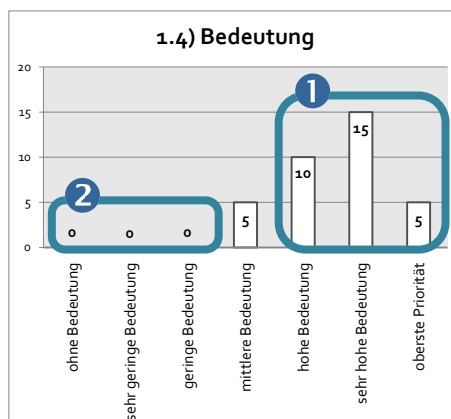 1.4) Bedeutung
20
15
10
5
0
1
2
0
0
0
5
10
15
5
ohne Bedeutung
sehr geringe Bedeutung
geringe Bedeutung
mittlere Bedeutung
hohe Bedeutung
sehr hohe Bedeutung
oberste Priorität